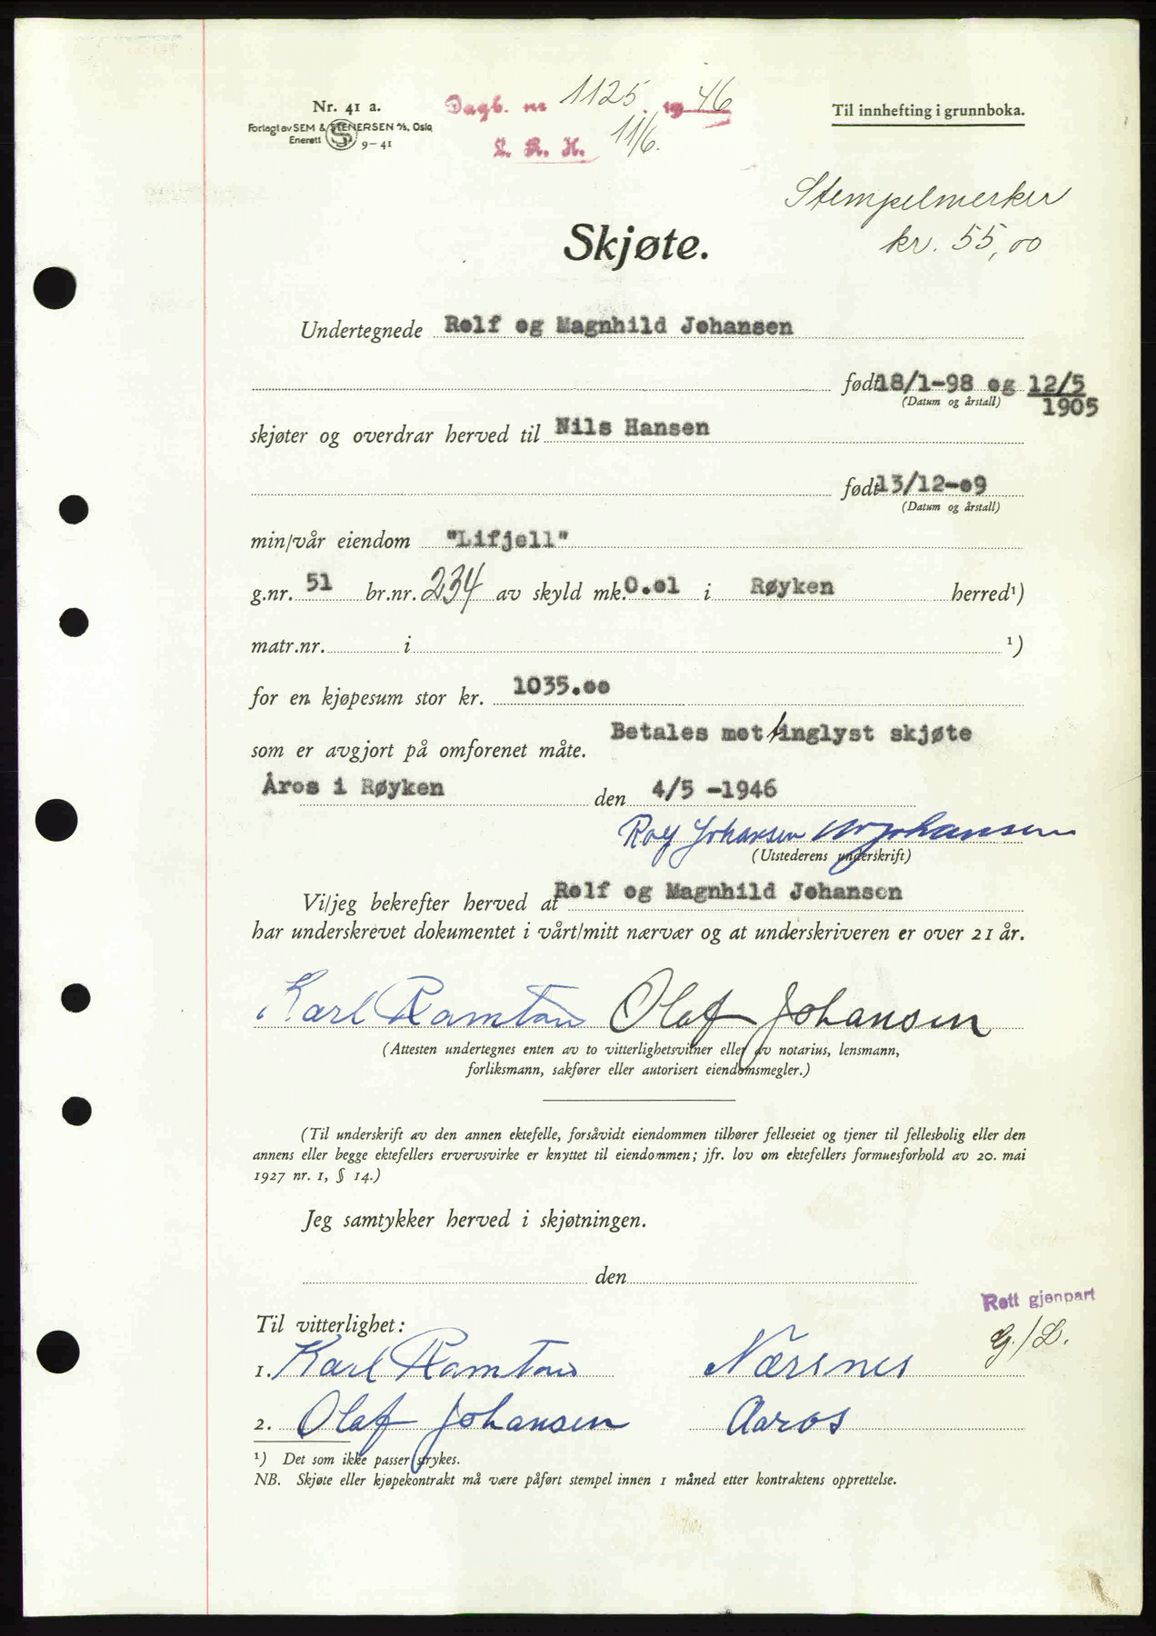 Nr. 41 a.
Forlagt av SEM & STENERSEN A/S, Oslo
Enerett 9-41
Dagb. nr 1125. 1946
L. R. H. 11/6.
Til innhefting i grunnboka.
Stempelmerker
kr. 55,00
Skjøte.
Undertegnede Rolf og Magnhild Johansen
født 18/1-98 og 12/5
(Datum og årstall) 1905
skjøter og overdrar herved til Nils Hansen
født 13/12-09
(Datum og årstall)
min/vår eiendom "Lifjell"
g.nr. 51 br.nr. 234 av skyld mk. 0.01 i Røyken herred¹)
matr.nr. i ¹)
for en kjøpesum stor kr. 1035.00
som er avgjort på omforenet måte. Betales mot tinglyst skjøte
Åros i Røyken den 4/5 -1946
Rolf Johansen M Johansen
(Utstederens underskrift)
Vi/jeg bekrefter herved at Rolf og Magnhild Johansen
har underskrevet dokumentet i vårt/mitt nærvær og at underskriveren er over 21 år.
Karl Ramton Olaf Johansen
(Attesten undertegnes enten av to vitterlighetsvitner eller av notarius, lensmann,
forliksmann, sakfører eller autorisert eiendomsmegler.)
(Til underskrift av den annen ektefelle, forsåvidt eiendommen tilhører felleseiet og tjener til fellesbolig eller den
annens eller begge ektefellers ervervsvirke er knyttet til eiendommen; jfr. lov om ektefellers formuesforhold av 20. mai
1927 nr. 1, § 14.)
Jeg samtykker herved i skjøtningen.
den
Rett gjenpart
G./L.
Til vitterlighet:
1. Karl Ramton Nærsnes
2. Olaf Johansen Aaros
¹) Det som ikke passer strykes.
NB. Skjøte eller kjøpekontrakt må være påført stempel innen 1 måned etter kontraktens opprettelse.